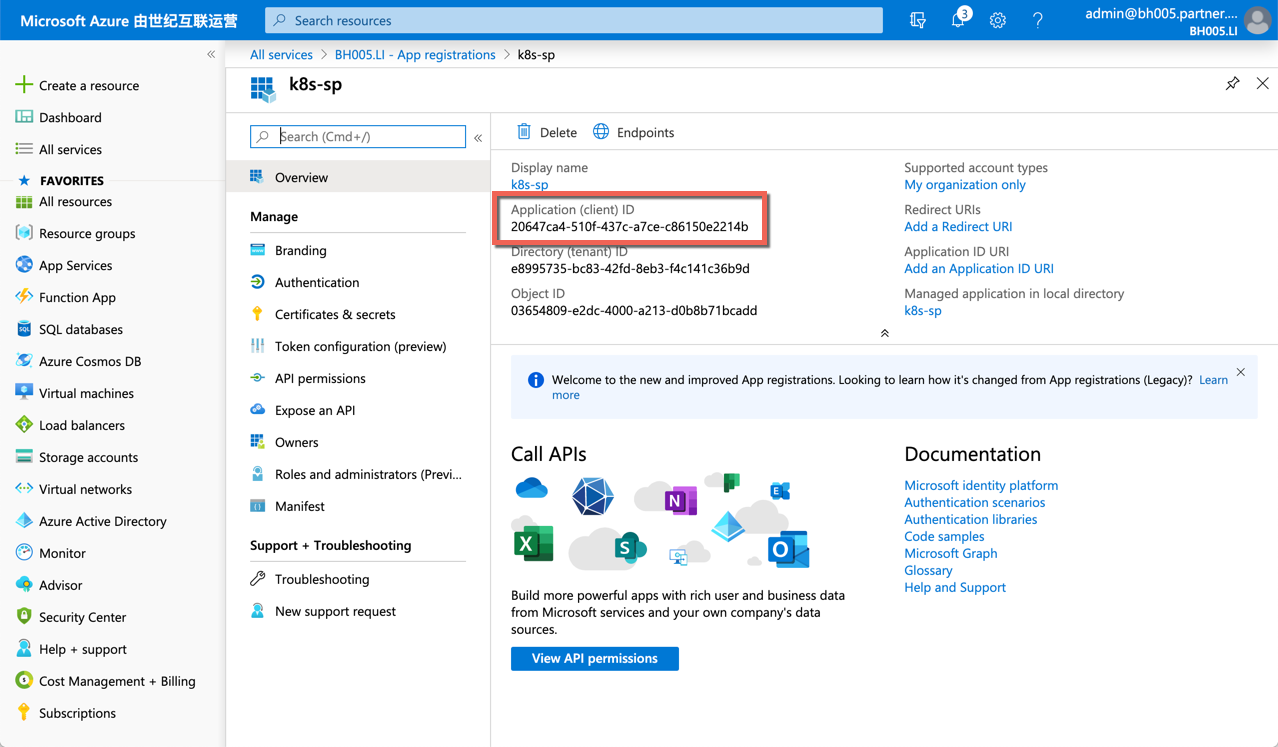 Microsoft Azure 由世纪互联运营
Search resources
3
admin@bh005.partner....
BH005.LI
All services > BH005.LI - App registrations > k8s-sp
Create a resource
Dashboard
All services
FAVORITES
All resources
Resource groups
App Services
Function App
SQL databases
Azure Cosmos DB
Virtual machines
Load balancers
Storage accounts
Virtual networks
Azure Active Directory
Monitor
Advisor
Security Center
Help + support
Cost Management + Billing
Subscriptions
k8s-sp
Search (Cmd+/)
Overview
Manage
Branding
Authentication
Certificates & secrets
Token configuration (preview)
API permissions
Expose an API
Owners
Roles and administrators (Previ...
Manifest
Support + Troubleshooting
Troubleshooting
New support request
Delete
Endpoints
Display name
k8s-sp
Application (client) ID
20647ca4-510f-437c-a7ce-c86150e2214b
Directory (tenant) ID
e8995735-bc83-42fd-8eb3-f4c141c36b9d
Object ID
03654809-e2dc-4000-a213-d0b8b71bcadd
Supported account types
My organization only
Redirect URIs
Add a Redirect URI
Application ID URI
Add an Application ID URI
Managed application in local directory
k8s-sp
Welcome to the new and improved App registrations. Looking to learn how it's changed from App registrations (Legacy)? Learn
more
Call APIs
N
E
X
S
O
Build more powerful apps with rich user and business data
from Microsoft services and your own company's data
sources.
View API permissions
Documentation
Microsoft identity platform
Authentication scenarios
Authentication libraries
Code samples
Microsoft Graph
Glossary
Help and Support